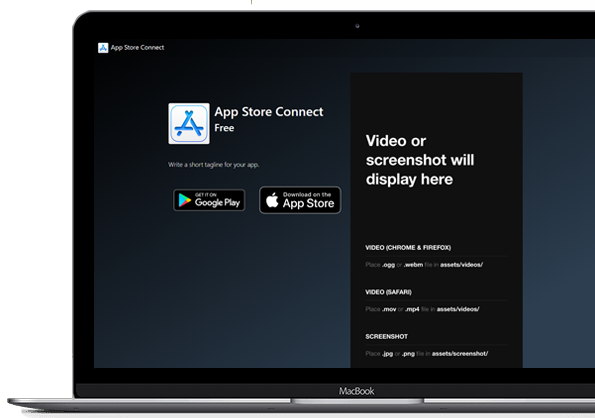 App Store Connect
App Store Connect
Free
Write a short tagline for your app.
GET IT ON
Google Play
Download on the
App Store
Video or
screenshot will
display here
VIDEO (CHROME & FIREFOX)
Place .ogg or .webm file in assets/videos/
VIDEO (SAFARI)
Place .mov or .mp4 file in assets/videos/
SCREENSHOT
Place .jpg or .png file in assets/screenshot/
MacBook